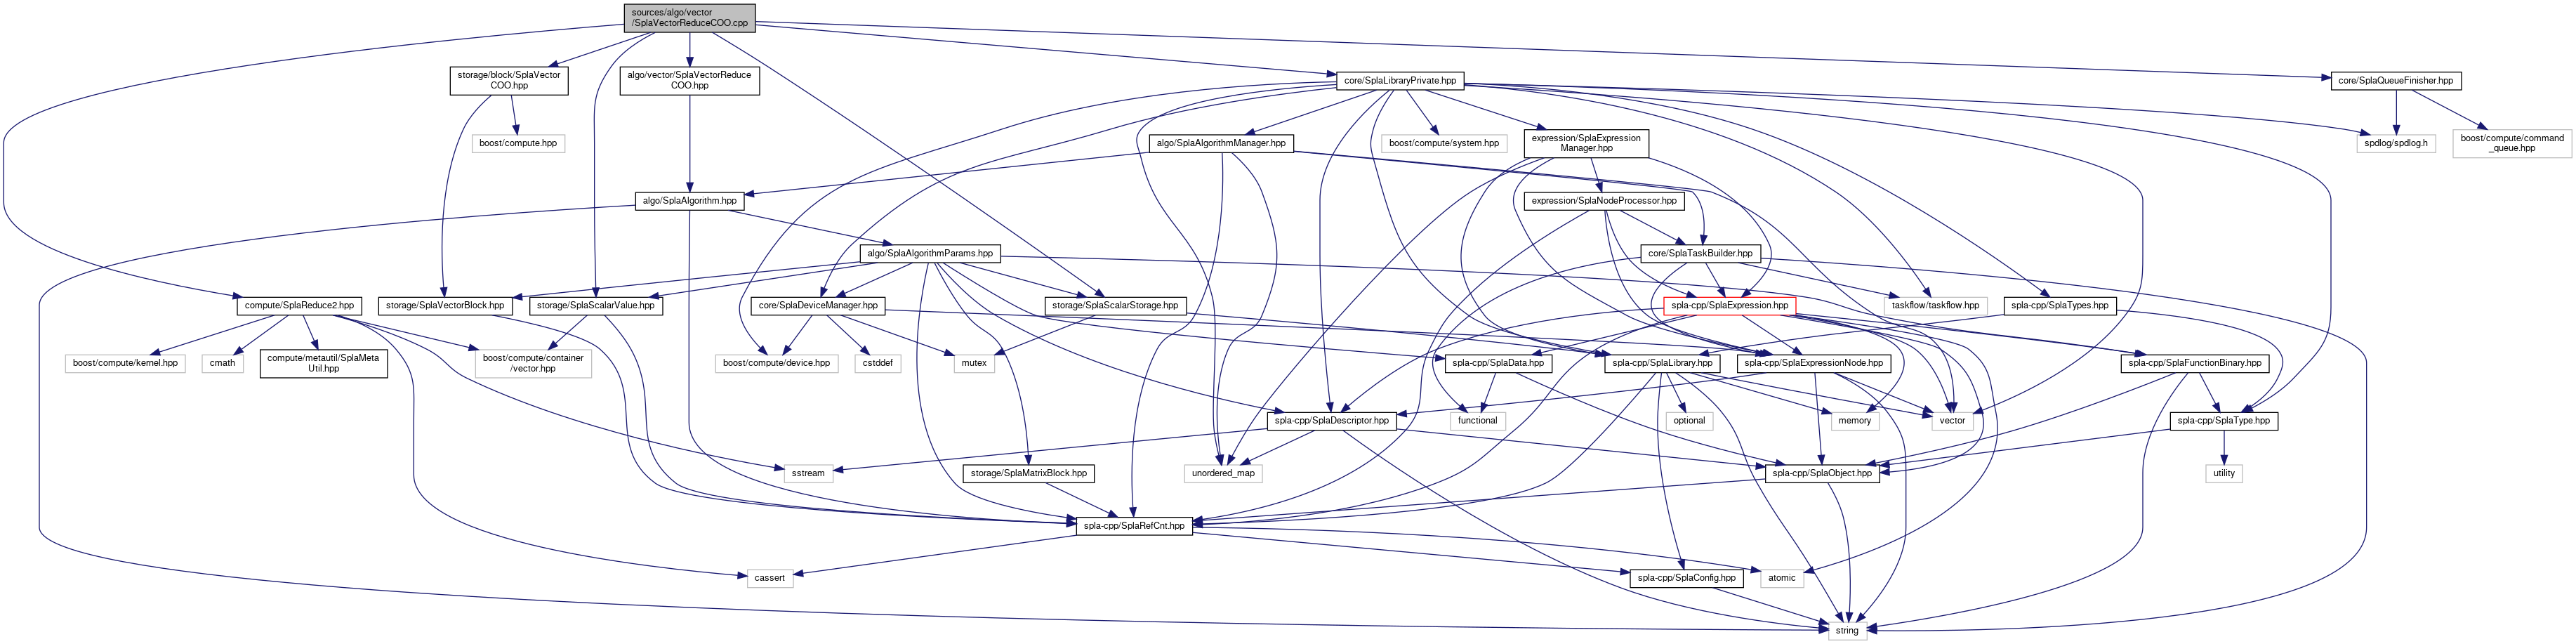 sources/algo/vector
/SplaVectorReduceCOO.cpp
storage/block/SplaVector
COO.hpp
algo/vector/SplaVectorReduce
COO.hpp
core/SplaLibraryPrivate.hpp
core/SplaQueueFinisher.hpp
boost/compute.hpp
algo/SplaAlgorithmManager.hpp
boost/compute/system.hpp
expression/SplaExpression
Manager.hpp
spdlog/spdlog.h
boost/compute/command
_queue.hpp
algo/SplaAlgorithm.hpp
expression/SplaNodeProcessor.hpp
algo/SplaAlgorithmParams.hpp
core/SplaTaskBuilder.hpp
compute/SplaReduce2.hpp
storage/SplaVectorBlock.hpp
storage/SplaScalarValue.hpp
core/SplaDeviceManager.hpp
storage/SplaScalarStorage.hpp
spla-cpp/SplaExpression.hpp
taskflow/taskflow.hpp
spla-cpp/SplaTypes.hpp
boost/compute/kernel.hpp
cmath
compute/metautil/SplaMeta
Util.hpp
boost/compute/container
/vector.hpp
boost/compute/device.hpp
cstddef
mutex
spla-cpp/SplaData.hpp
spla-cpp/SplaLibrary.hpp
spla-cpp/SplaExpressionNode.hpp
spla-cpp/SplaFunctionBinary.hpp
spla-cpp/SplaDescriptor.hpp
functional
optional
memory
vector
spla-cpp/SplaType.hpp
sstream
storage/SplaMatrixBlock.hpp
unordered_map
spla-cpp/SplaObject.hpp
utility
spla-cpp/SplaRefCnt.hpp
cassert
spla-cpp/SplaConfig.hpp
atomic
string